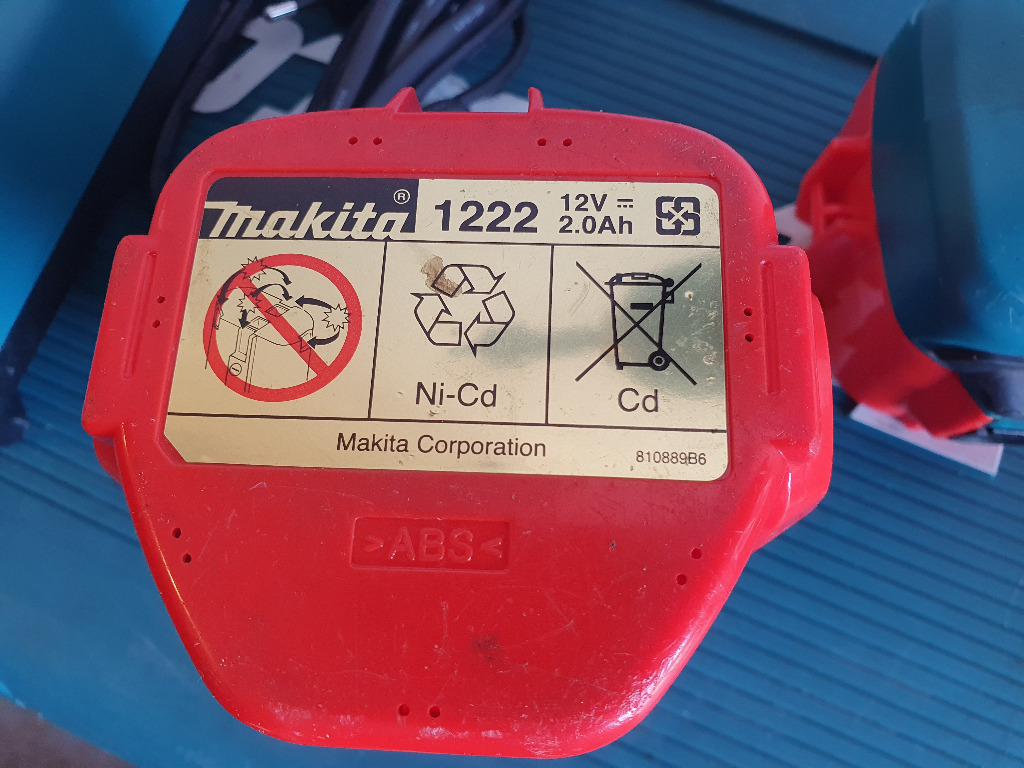 makita®
1222
12V ⎓
2.0Ah
Ni-Cd
Cd
Makita Corporation
810889B6
>ABS<